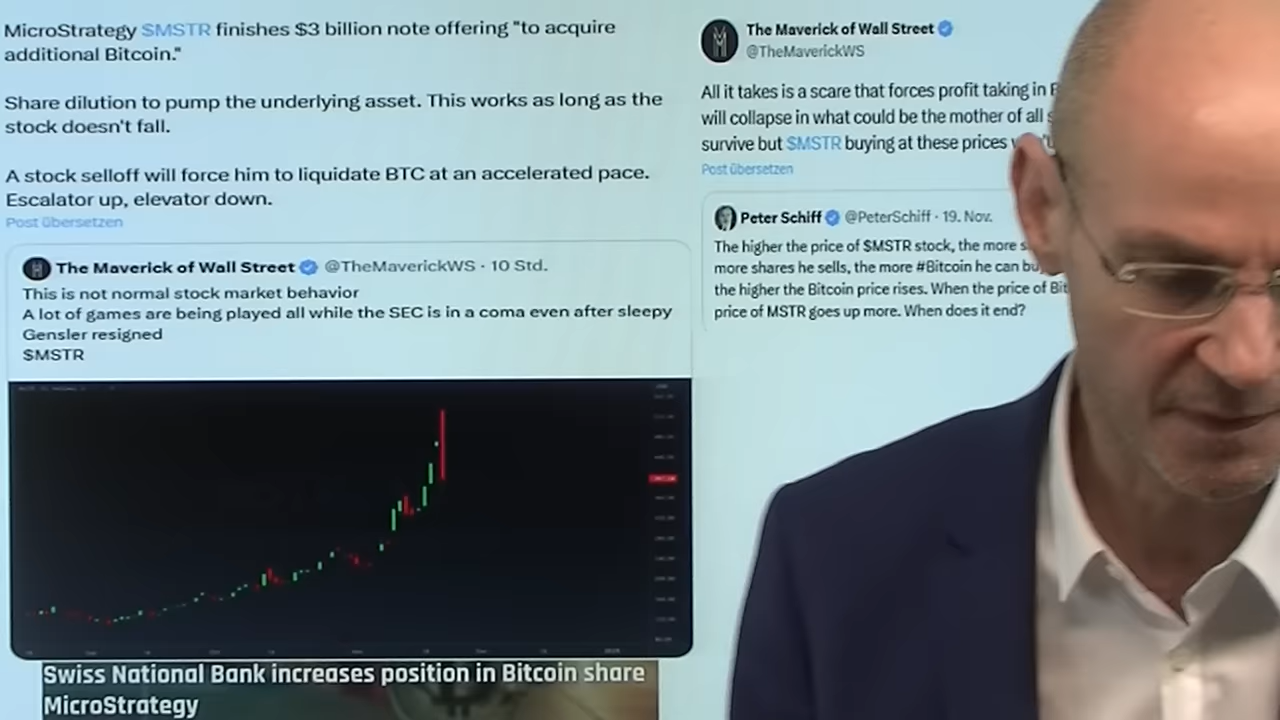 MicroStrategy $MSTR finishes $3 billion note offering "to acquire
additional Bitcoin."
Share dilution to pump the underlying asset. This works as long as the
stock doesn't fall.
A stock selloff will force him to liquidate BTC at an accelerated pace.
Escalator up, elevator down.
Post übersetzen
The Maverick of Wall Street @TheMaverickWS · 10 Std.
This is not normal stock market behavior
A lot of games are being played all while the SEC is in a coma even after sleepy
Gensler resigned
$MSTR
Swiss National Bank increases position in Bitcoin share
MicroStrategy
The Maverick of Wall Street
@TheMaverickWS
All it takes is a scare that forces profit taking in
will collapse in what could be the mother of all
survive but $MSTR buying at these prices
Post übersetzen
Peter Schiff @PeterSchiff · 19. Nov.
The higher the price of $MSTR stock, the more
more shares he sells, the more #Bitcoin he can
the higher the Bitcoin price rises. When the price of
price of MSTR goes up more. When does it end?